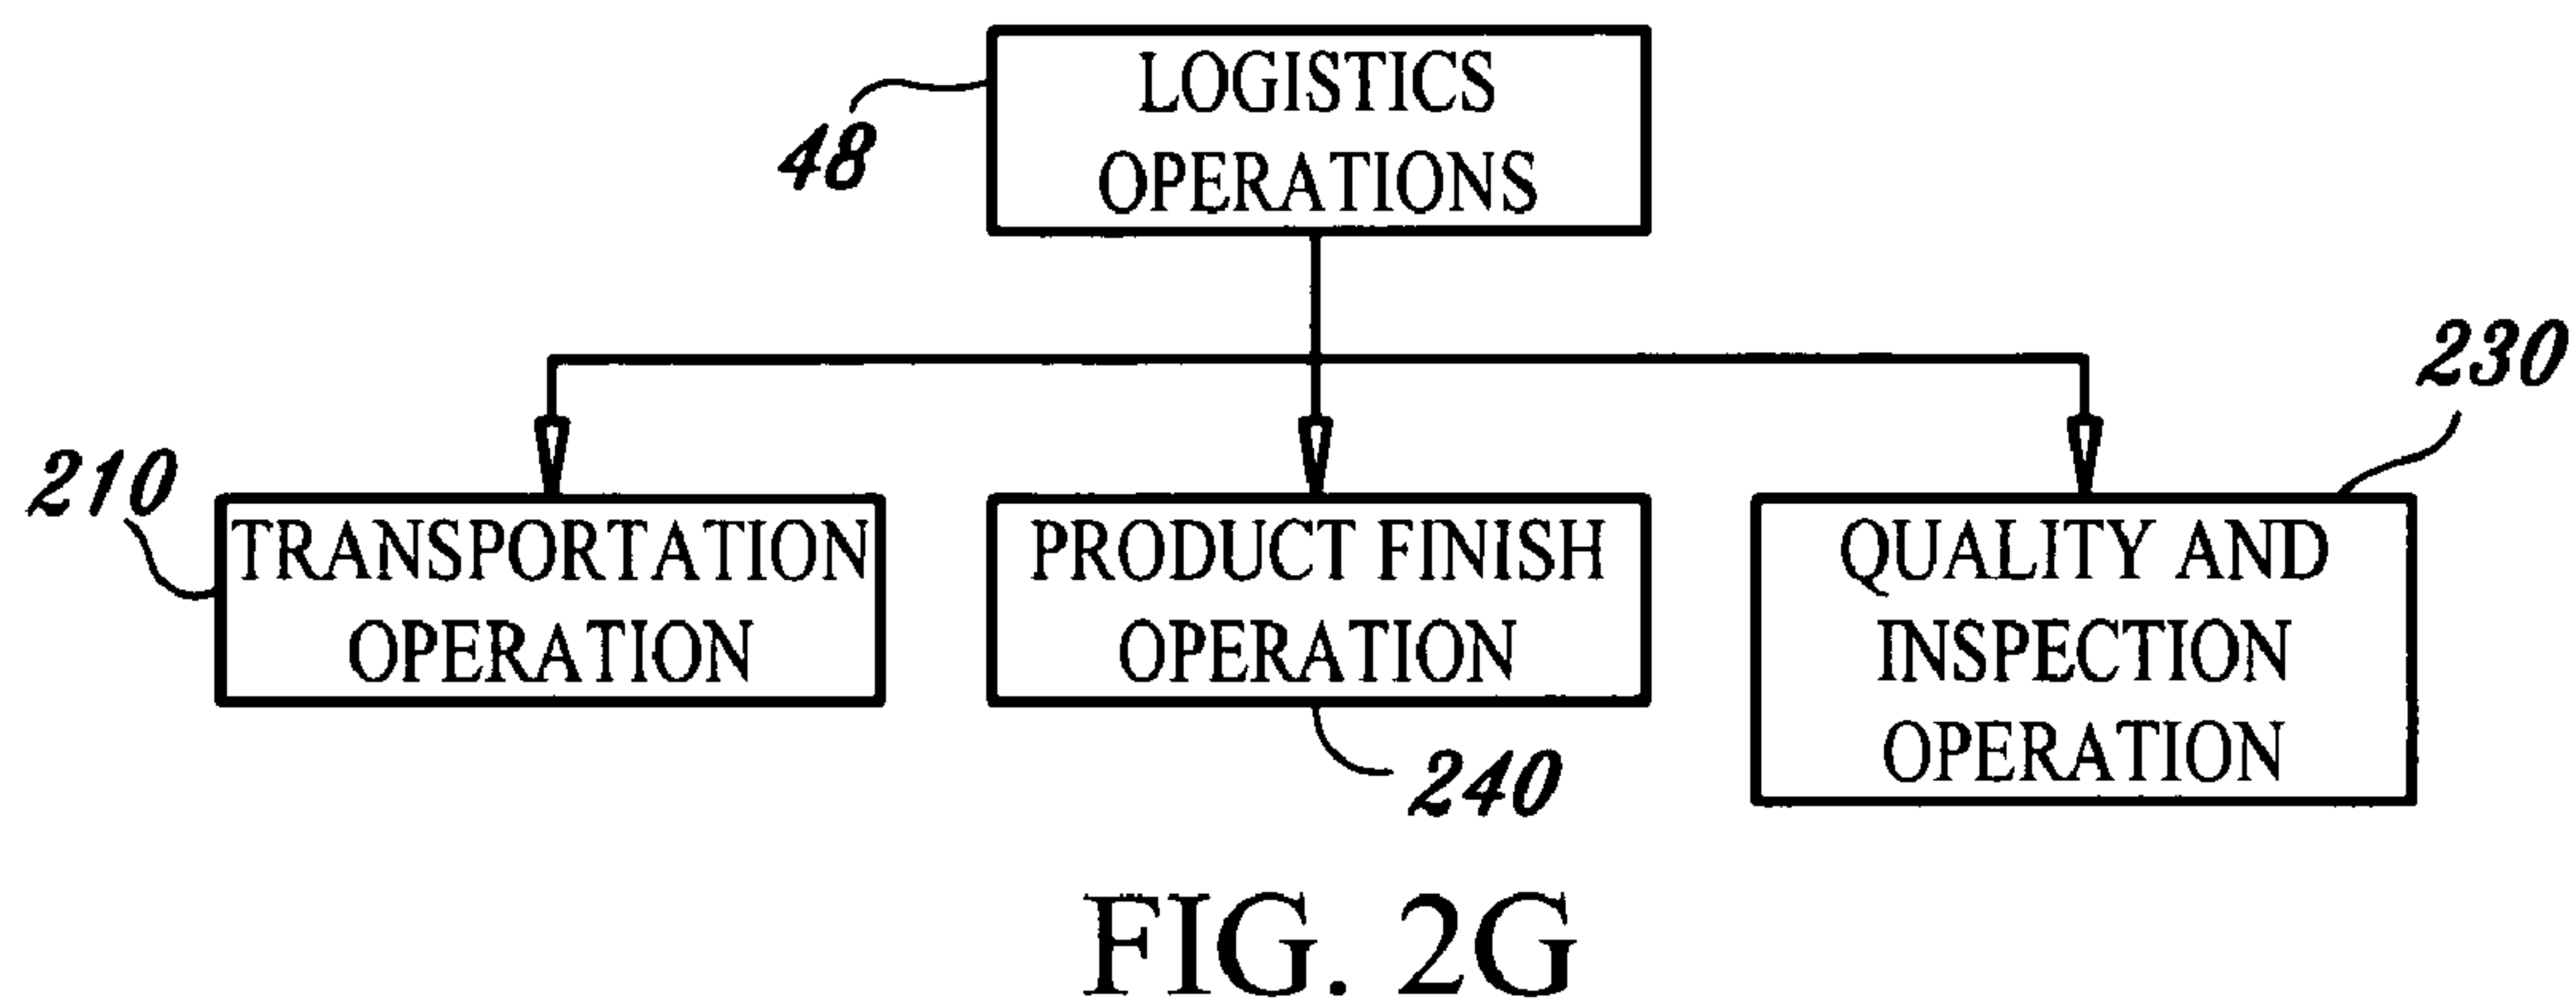 LOGISTICS
OPERATIONS
48
230
210
TRANSPORTATION
OPERATION
PRODUCT FINISH
OPERATION
240
QUALITY AND
INSPECTION
OPERATION
FIG. 2G